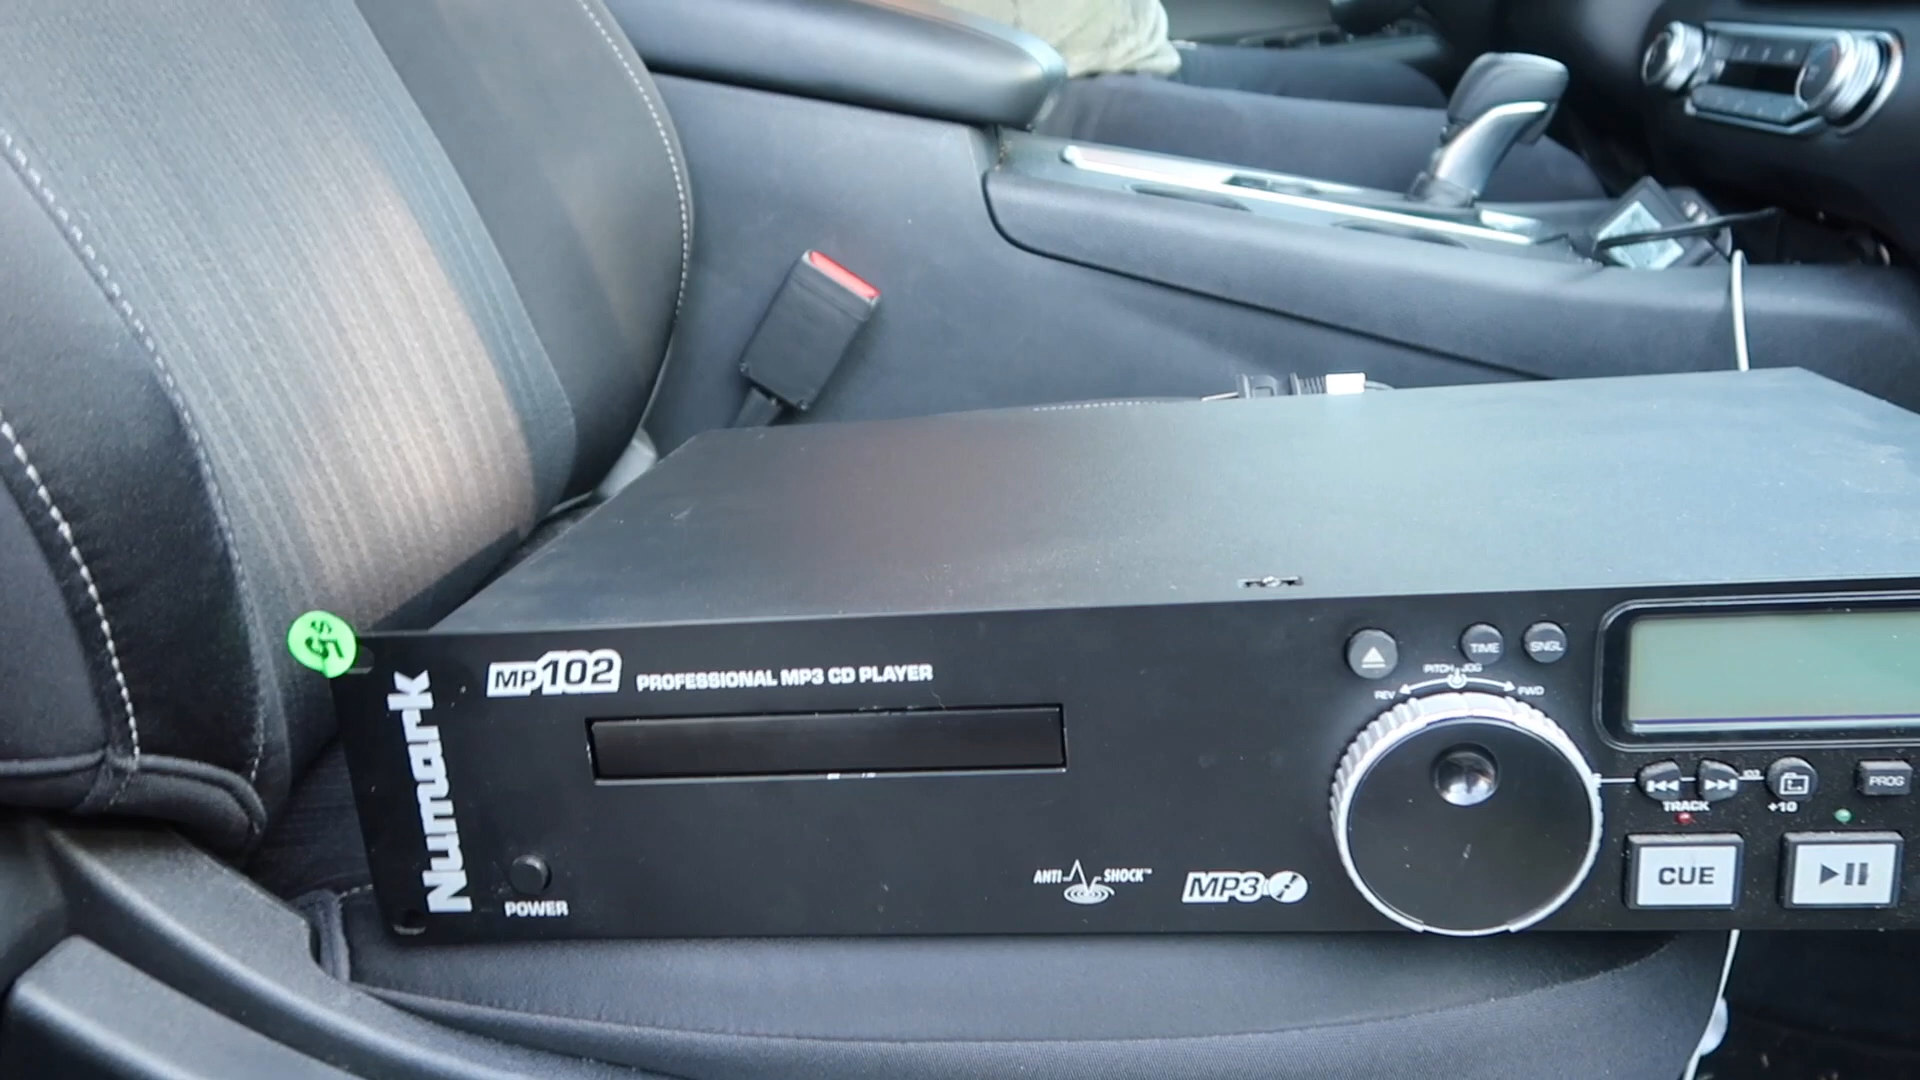 $5
Numark
MP102 PROFESSIONAL MP3 CD PLAYER
POWER
ANTI SHOCK™
MP3
TIME
SNGL
PITCH JOG
REV
FWD
TRACK
+10
PROG
CUE